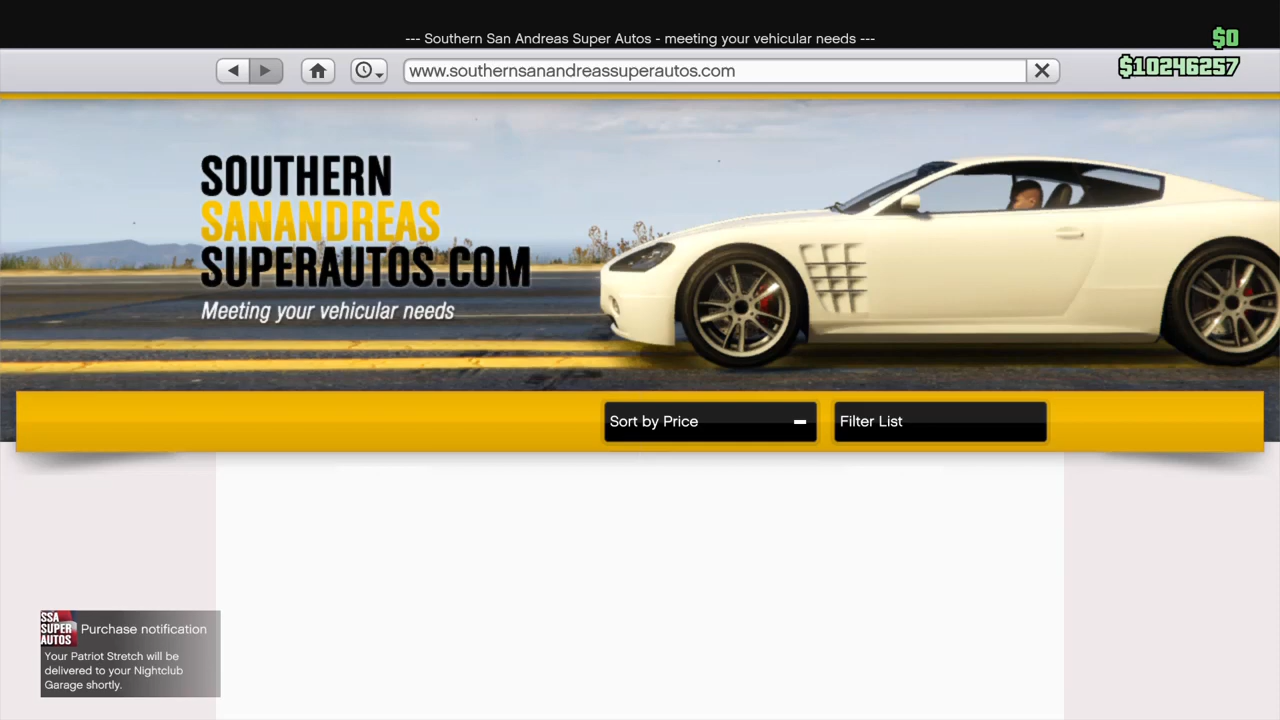 --- Southern San Andreas Super Autos - meeting your vehicular needs ---
$0
www.southernsanandreassuperautos.com
$10246257
SOUTHERN
SANANDREAS
SUPERAUTOS.COM
Meeting your vehicular needs
Sort by Price
Filter List
SSA
SUPER
AUTOS
Purchase notification
Your Patriot Stretch will be
delivered to your Nightclub
Garage shortly.